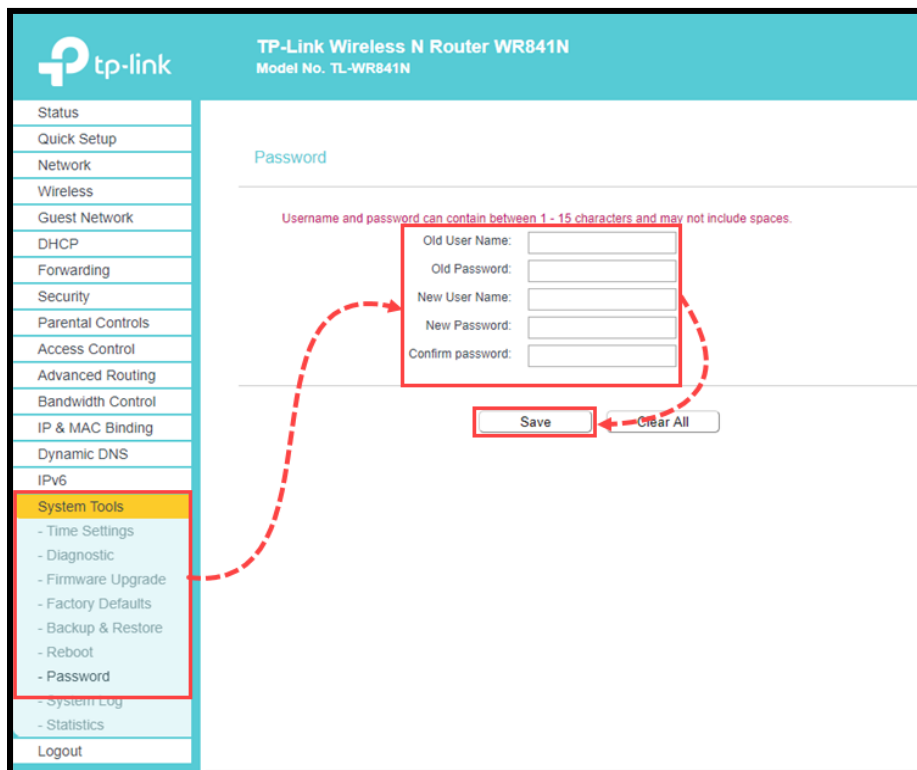 tp-link
TP-Link Wireless N Router WR841N
Model No. TL-WR841N
Status
Quick Setup
Network
Wireless
Guest Network
DHCP
Forwarding
Security
Parental Controls
Access Control
Advanced Routing
Bandwidth Control
IP & MAC Binding
Dynamic DNS
IPv6
System Tools
- Time Settings
- Diagnostic
- Firmware Upgrade
- Factory Defaults
- Backup & Restore
- Reboot
- Password
- System Log
- Statistics
Logout
Password
Username and password can contain between 1 - 15 characters and may not include spaces.
Old User Name:
Old Password:
New User Name:
New Password:
Confirm password:
Save
Clear All